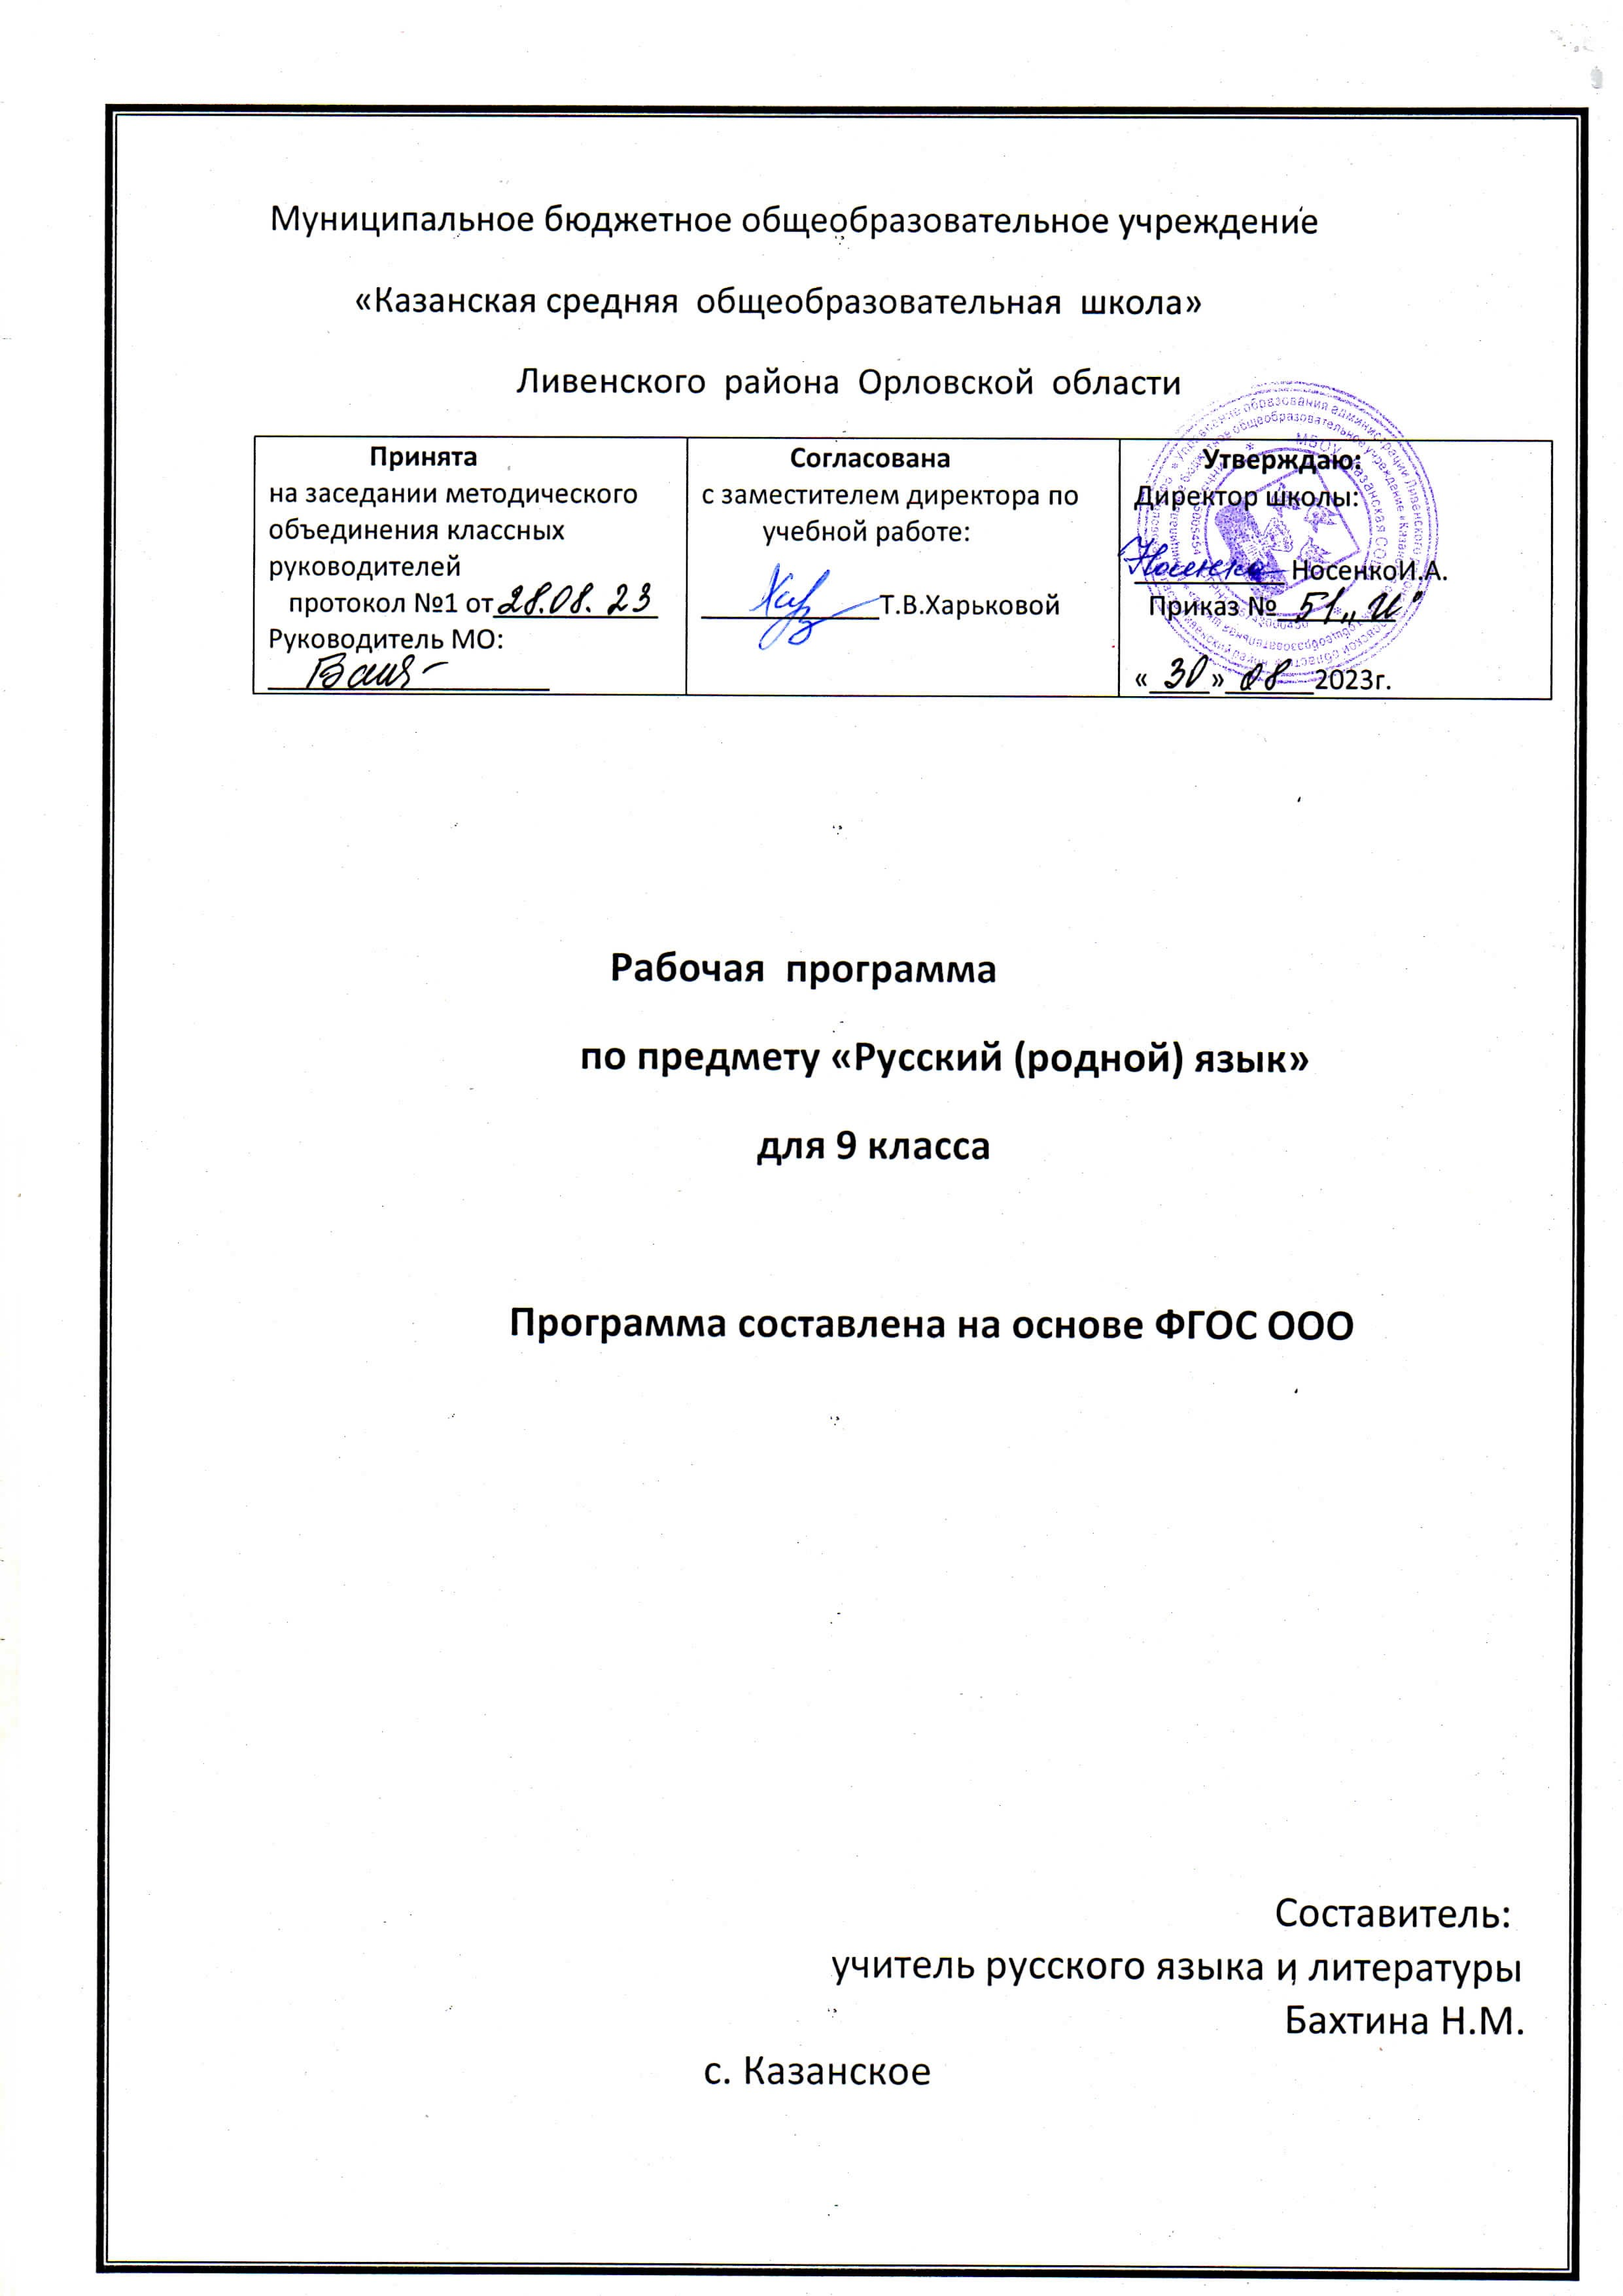 Муниципальное бюджетное общеобразовательное учреждение
«Казанская средняя общеобразовательная школа»
Ливенского района Орловской области
Принята
на заседании методического
объединения классных
руководителей
протокол №1 от 28.08. 23
Руководитель МО:
Согласована
с заместителем директора по
учебной работе:
Т.В.Харьковой
Утверждаю:
Директор школы:
НосенкоИ.А.
Приказ № 51 „И"
«30» 08 2023г.
Рабочая программа
по предмету «Русский (родной) язык»
для 9 класса
Программа составлена на основе ФГОС ООО
Составитель:
учитель русского языка и литературы
Бахтина Н.М.
с. Казанское